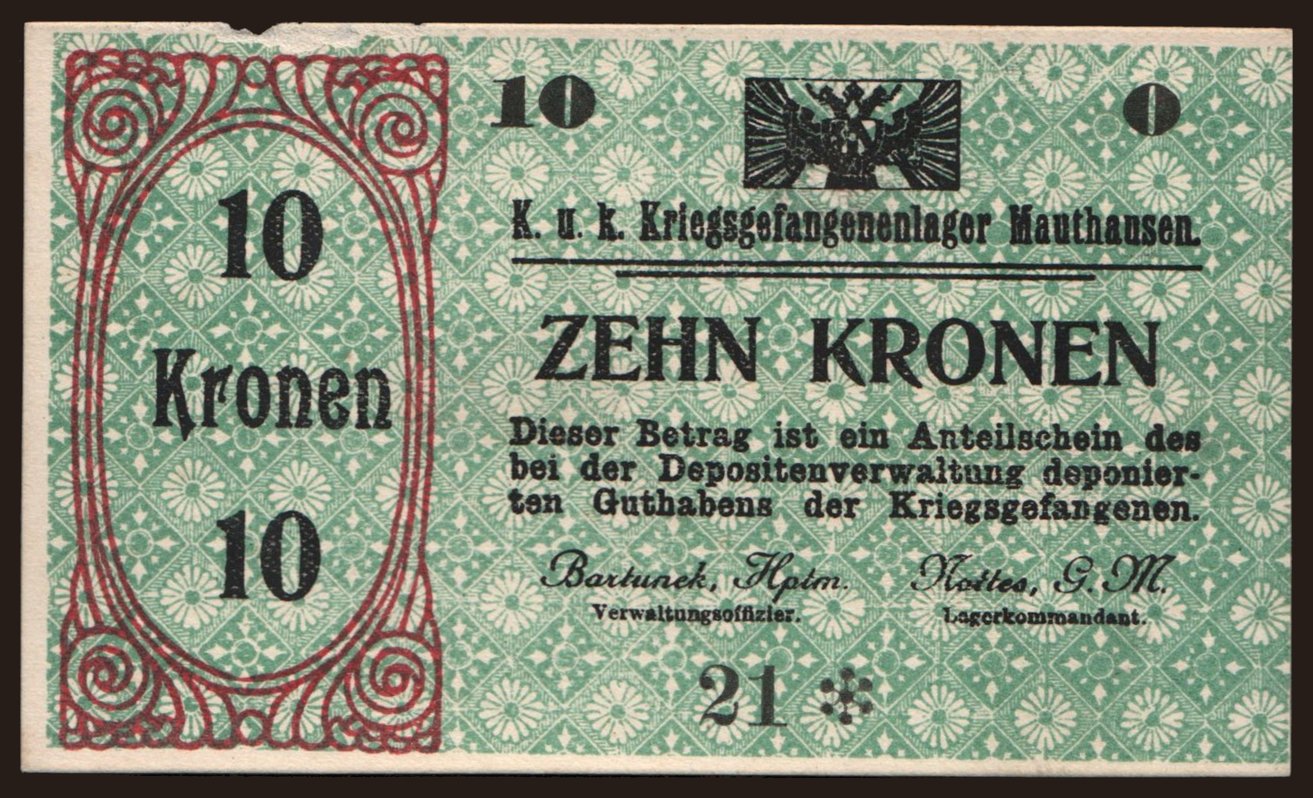 10
Kronen
10
10 0
K. u. k. Kriegsgefangenenlager Mauthausen.
ZEHN KRONEN
Dieser Betrag ist ein Anteilschein des
bei der Depositenverwaltung deponier-
ten Guthabens der Kriegsgefangenen.
Bartunek, Hptm. Nottes, G. M.
Verwaltungsoffizier. Lagerkommandant.
21 *